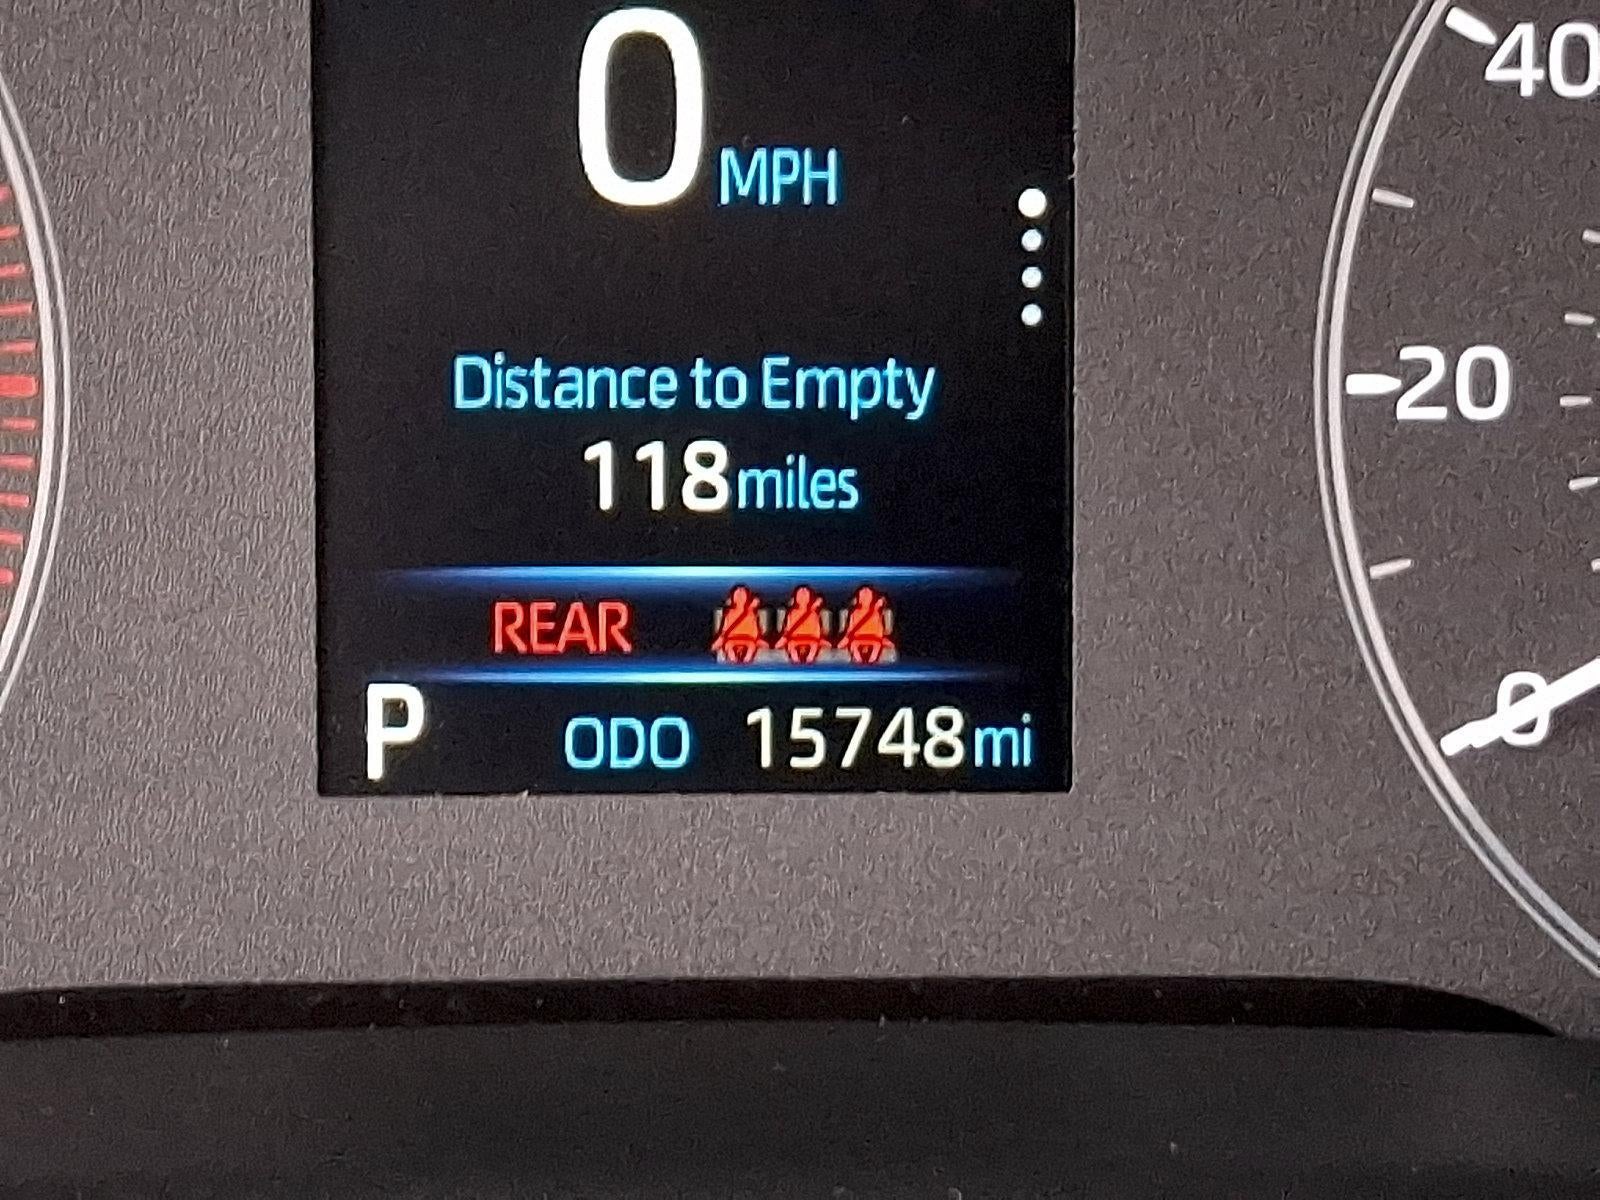 0 MPH
40
Distance to Empty
20
118 miles
REAR
0
P ODO 15748 mi